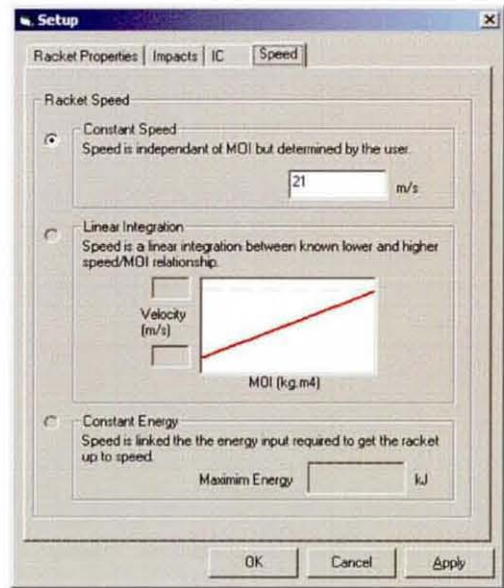 Setup
Racket Properties Impacts IC Speed
Racket Speed
Constant Speed
Speed is independant of MOI but determined by the user.
21 m/s
Linear Integration
Speed is a linear integration between known lower and higher
speed/MOI relationship.
Velocity
(m/s)
MOI (kg.m4)
Constant Energy
Speed is linked the the energy input required to get the racket
up to speed.
Maximim Energy kJ
OK Cancel Apply